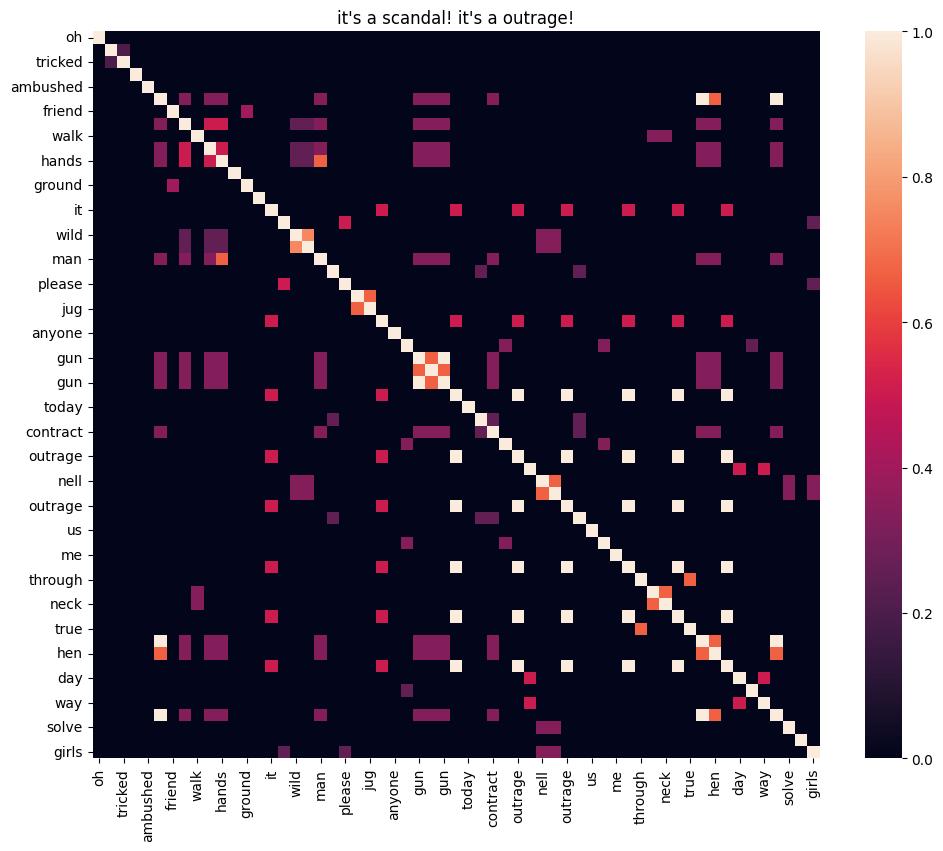 it's a scandal! it's a outrage!
oh
tricked
ambushed
friend
walk
hands
ground
it
wild
man
please
jug
anyone
gun
gun
today
contract
outrage
nell
outrage
us
me
through
neck
true
hen
day
way
solve
girls
1.0
0.8
0.6
0.4
0.2
0.0
oh
tricked
ambushed
friend
walk
hands
ground
it
wild
man
please
jug
anyone
gun
gun
today
contract
outrage
nell
outrage
us
me
through
neck
true
hen
day
way
solve
girls